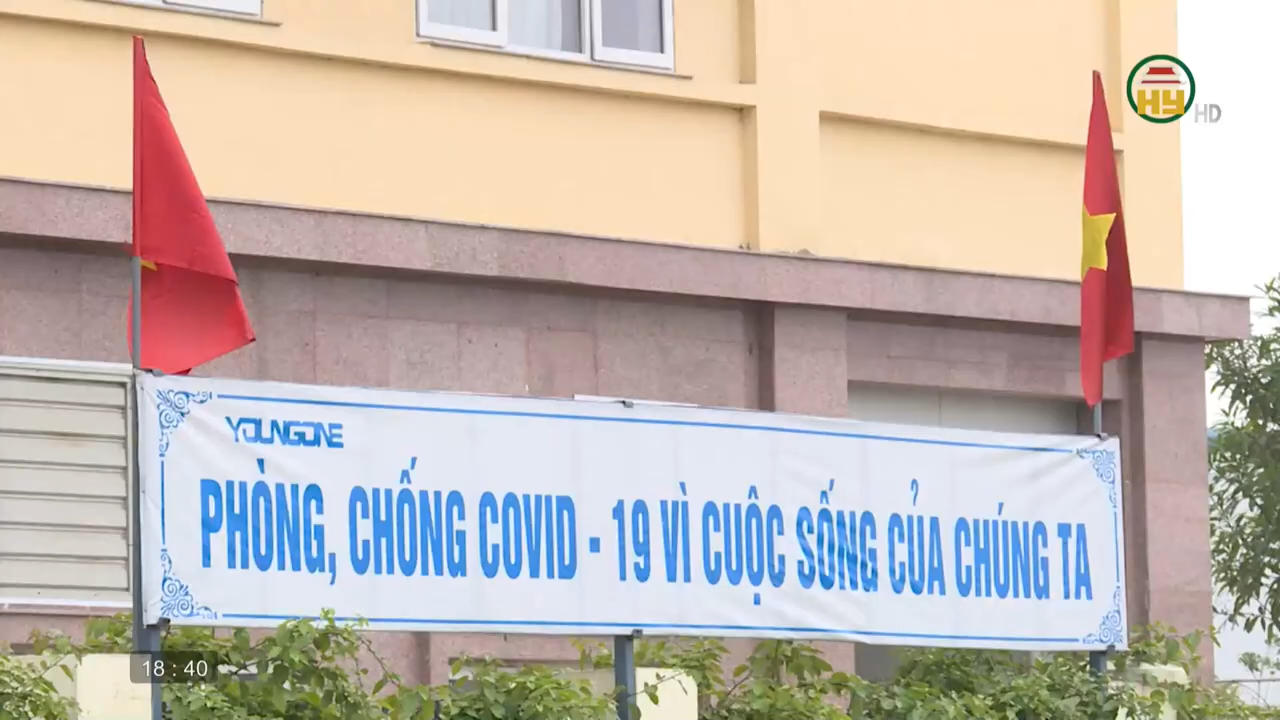 HY HD
YOUNGONE
PHÒNG, CHỐNG COVID - 19 VÌ CUỘC SỐNG CỦA CHÚNG TA
18 : 40